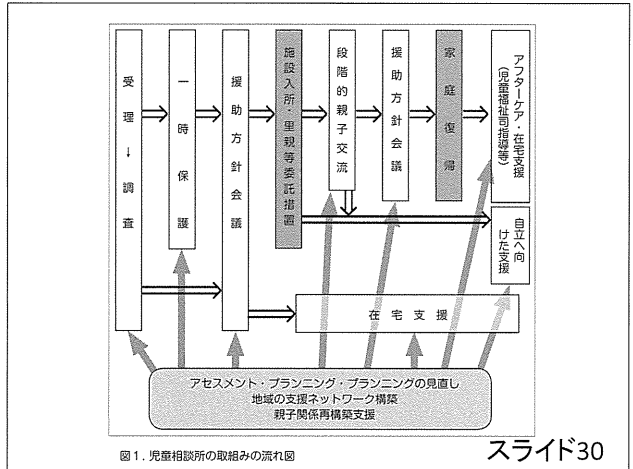 受理→調査
一時保護
援助方針会議
施設入所・里親等委託措置
段階的親子交流
援助方針会議
家庭復帰
アフターケア・在宅支援
(児童福祉司指導等)
自立へ向
けた支援
在宅支援
アセスメント・プランニング・プランニングの見直し
地域の支援ネットワーク構築
親子関係再構築支援
図1. 児童相談所の取組みの流れ図
スライド30